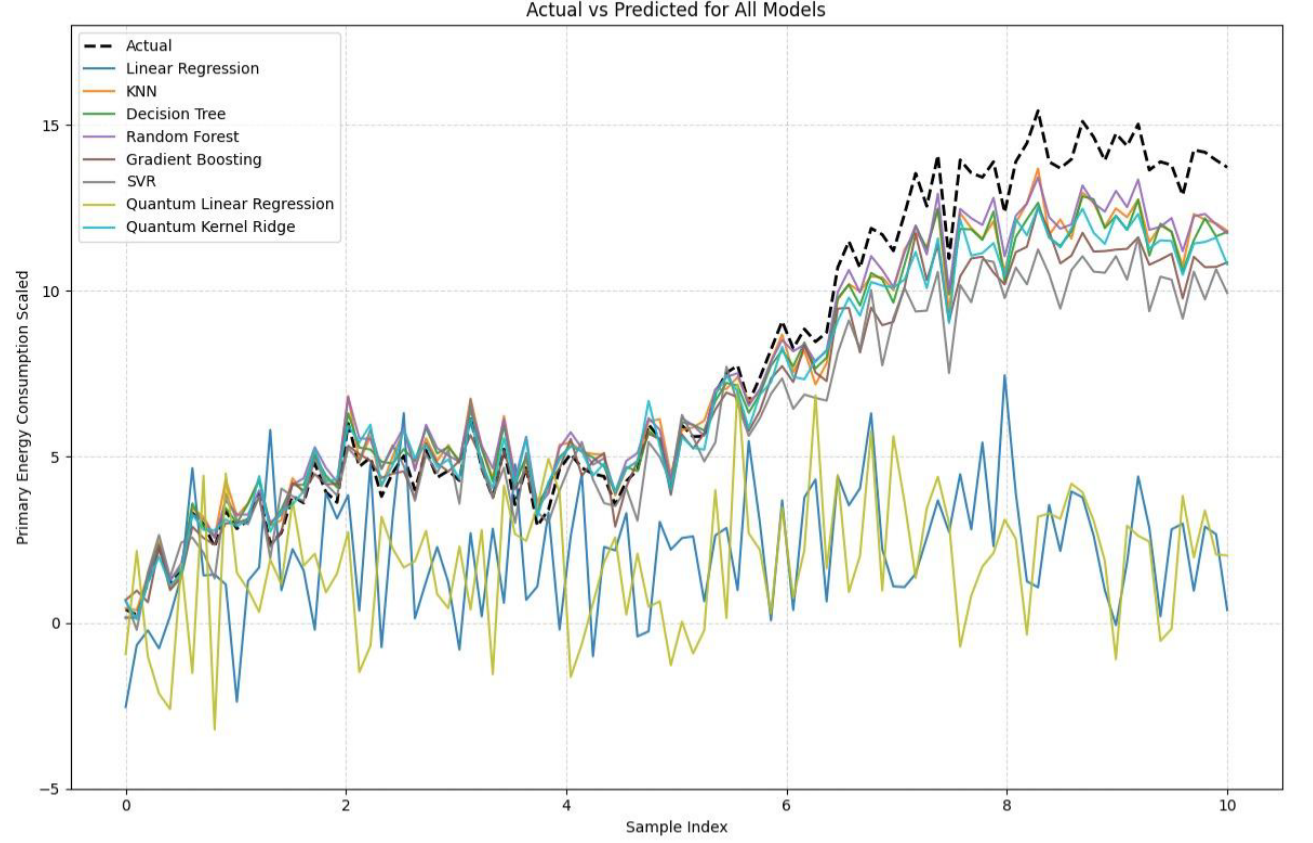 Actual vs Predicted for All Models
Actual
Linear Regression
KNN
Decision Tree
Random Forest
Gradient Boosting
SVR
Quantum Linear Regression
Quantum Kernel Ridge
Primary Energy Consumption Scaled
15
10
5
0
−5
0 2 4 6 8 10
Sample Index